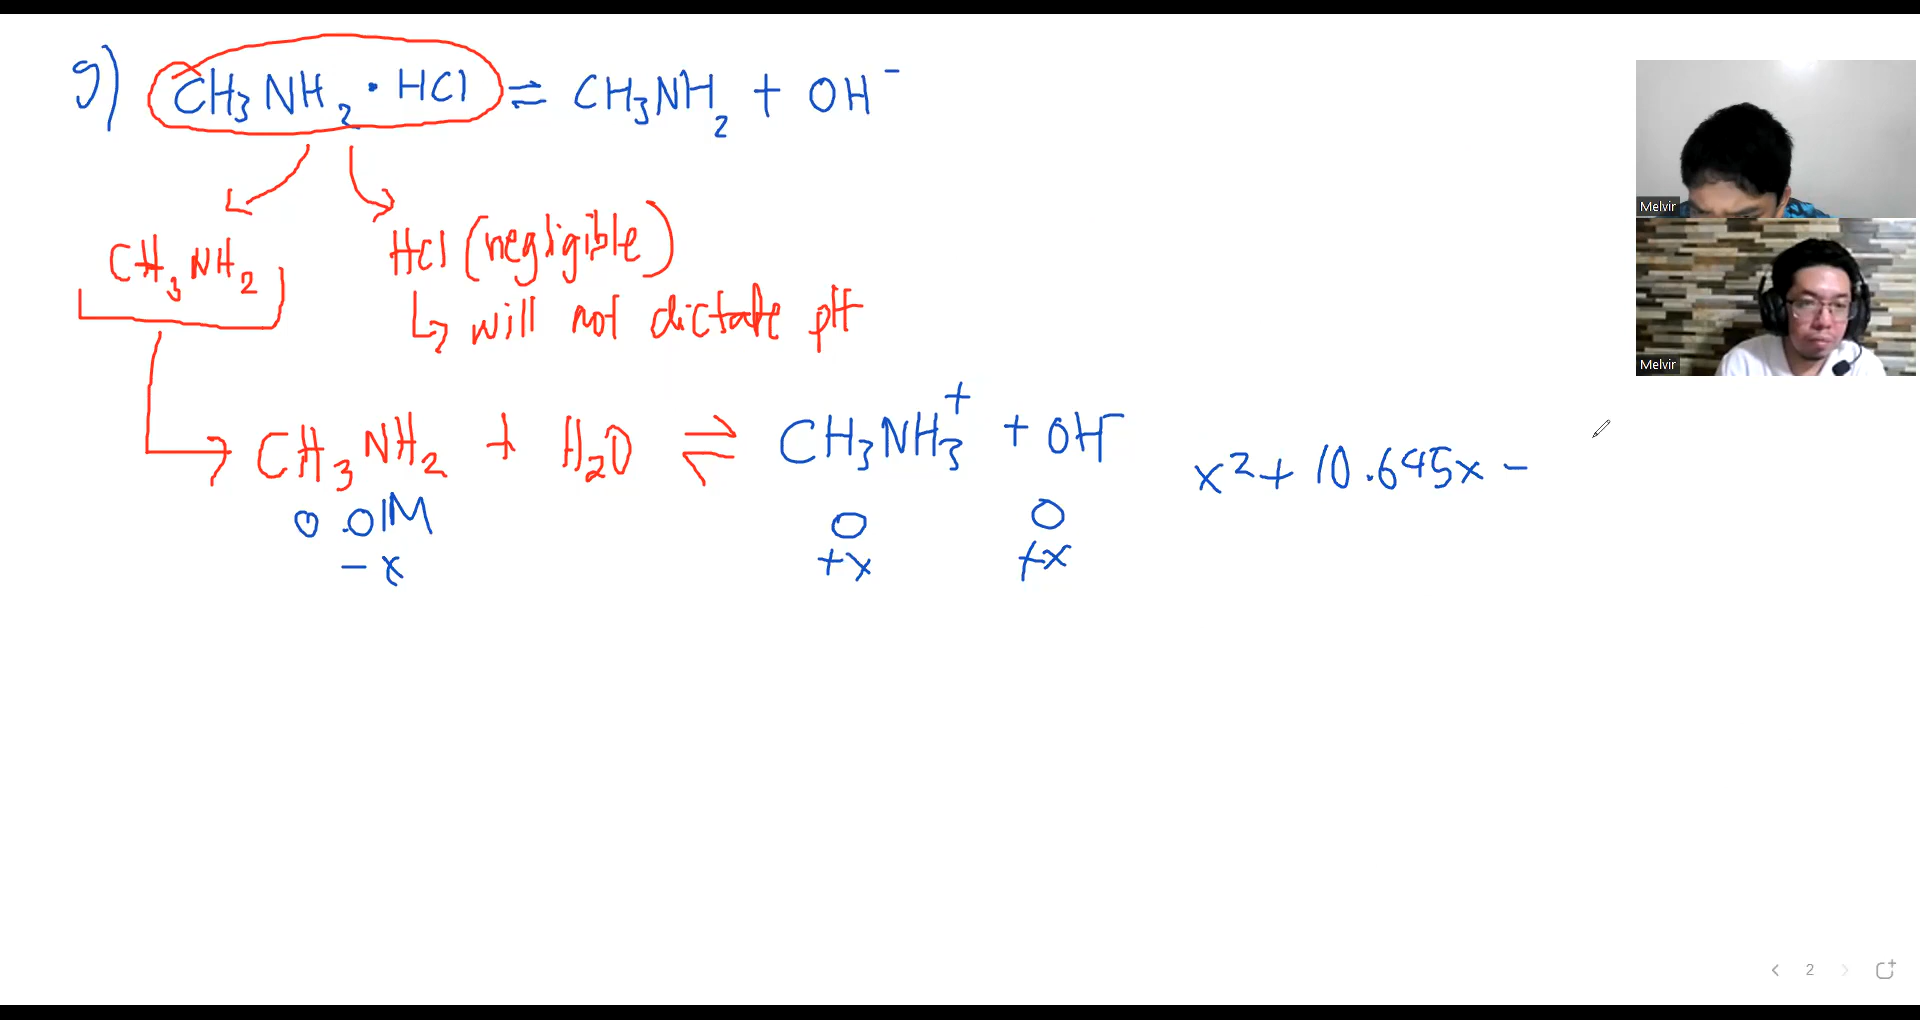 g) CH₃NH₂ · HCl ⇌ CH₃NH₂ + OH⁻
CH₃NH₂
HCl (negligible)
↳ will not dictate pH
CH₃NH₂ + H₂O ⇌ CH₃NH₃⁺ + OH⁻
x² + 10.645x −
0.01M 0 0
−x +x +x
Melvir
Melvir
2